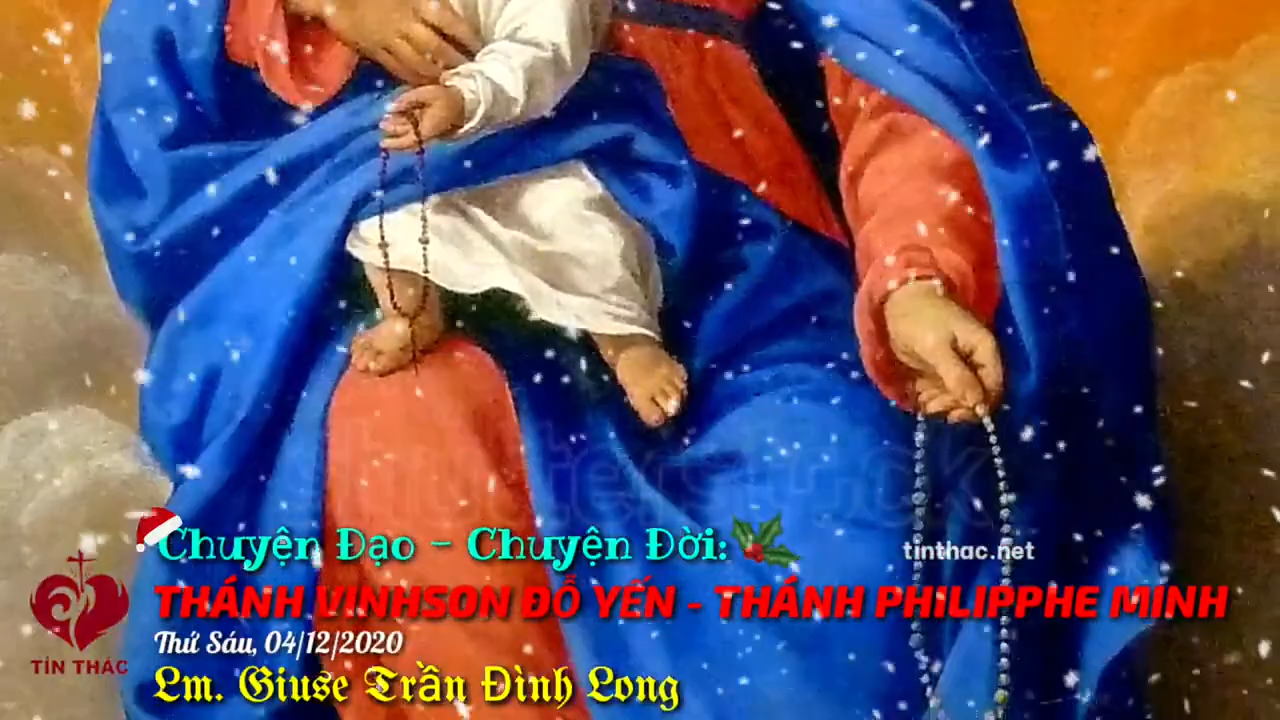 shutterstock
Chuyện Đạo - Chuyện Đời:
tinthac.net
THÁNH VINHSON ĐỖ YẾN - THÁNH PHILIPPHE MINH
Thứ Sáu, 04/12/2020
TÍN THÁC
Lm. Giuse Trần Đình Long